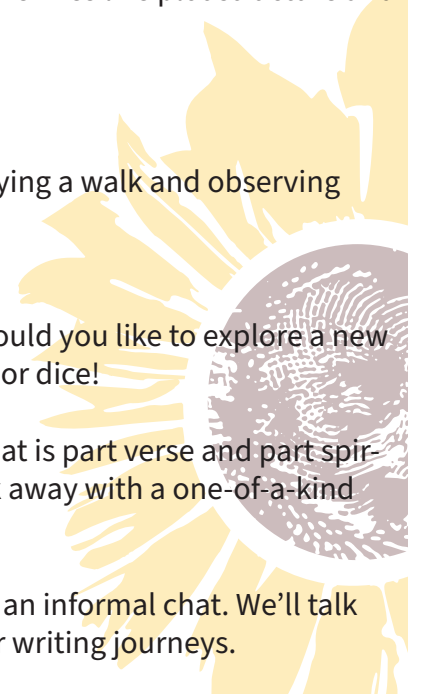 ying a walk and observing
ould you like to explore a new
or dice!
at is part verse and part spir-
away with a one-of-a-kind
an informal chat. We’ll talk
r writing journeys.